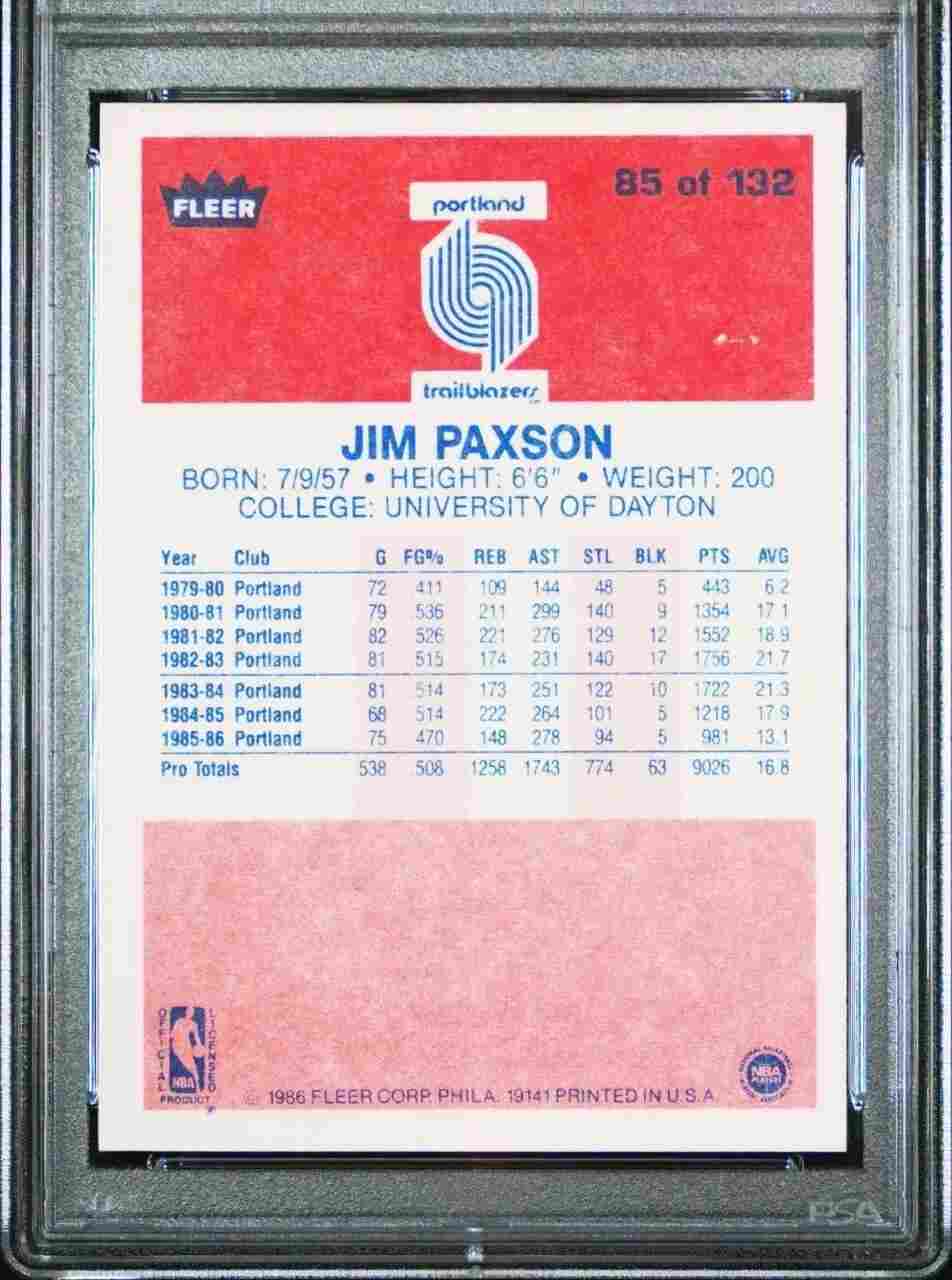 FLEER
85 of 132
portland
trailblazers
JIM PAXSON
BORN: 7/9/57 • HEIGHT: 6'6" • WEIGHT: 200
COLLEGE: UNIVERSITY OF DAYTON
Year Club G FG% REB AST STL BLK PTS AVG
1979-80 Portland 72 .411 109 144 48 5 443 6.2
1980-81 Portland 79 .536 211 299 140 9 1354 17.1
1981-82 Portland 82 .526 221 276 129 12 1552 18.9
1982-83 Portland 81 .515 174 231 140 17 1756 21.7
1983-84 Portland 81 .514 173 251 122 10 1722 21.3
1984-85 Portland 68 .514 222 264 101 5 1218 17.9
1985-86 Portland 75 .470 148 278 94 5 981 13.1
Pro Totals 538 .508 1258 1743 774 63 9026 16.8
OFFICIAL
LICENSED
NBA
PRODUCT
© 1986 FLEER CORP. PHILA. 19141 PRINTED IN U.S.A.
NBA
PLAYERS
PSA